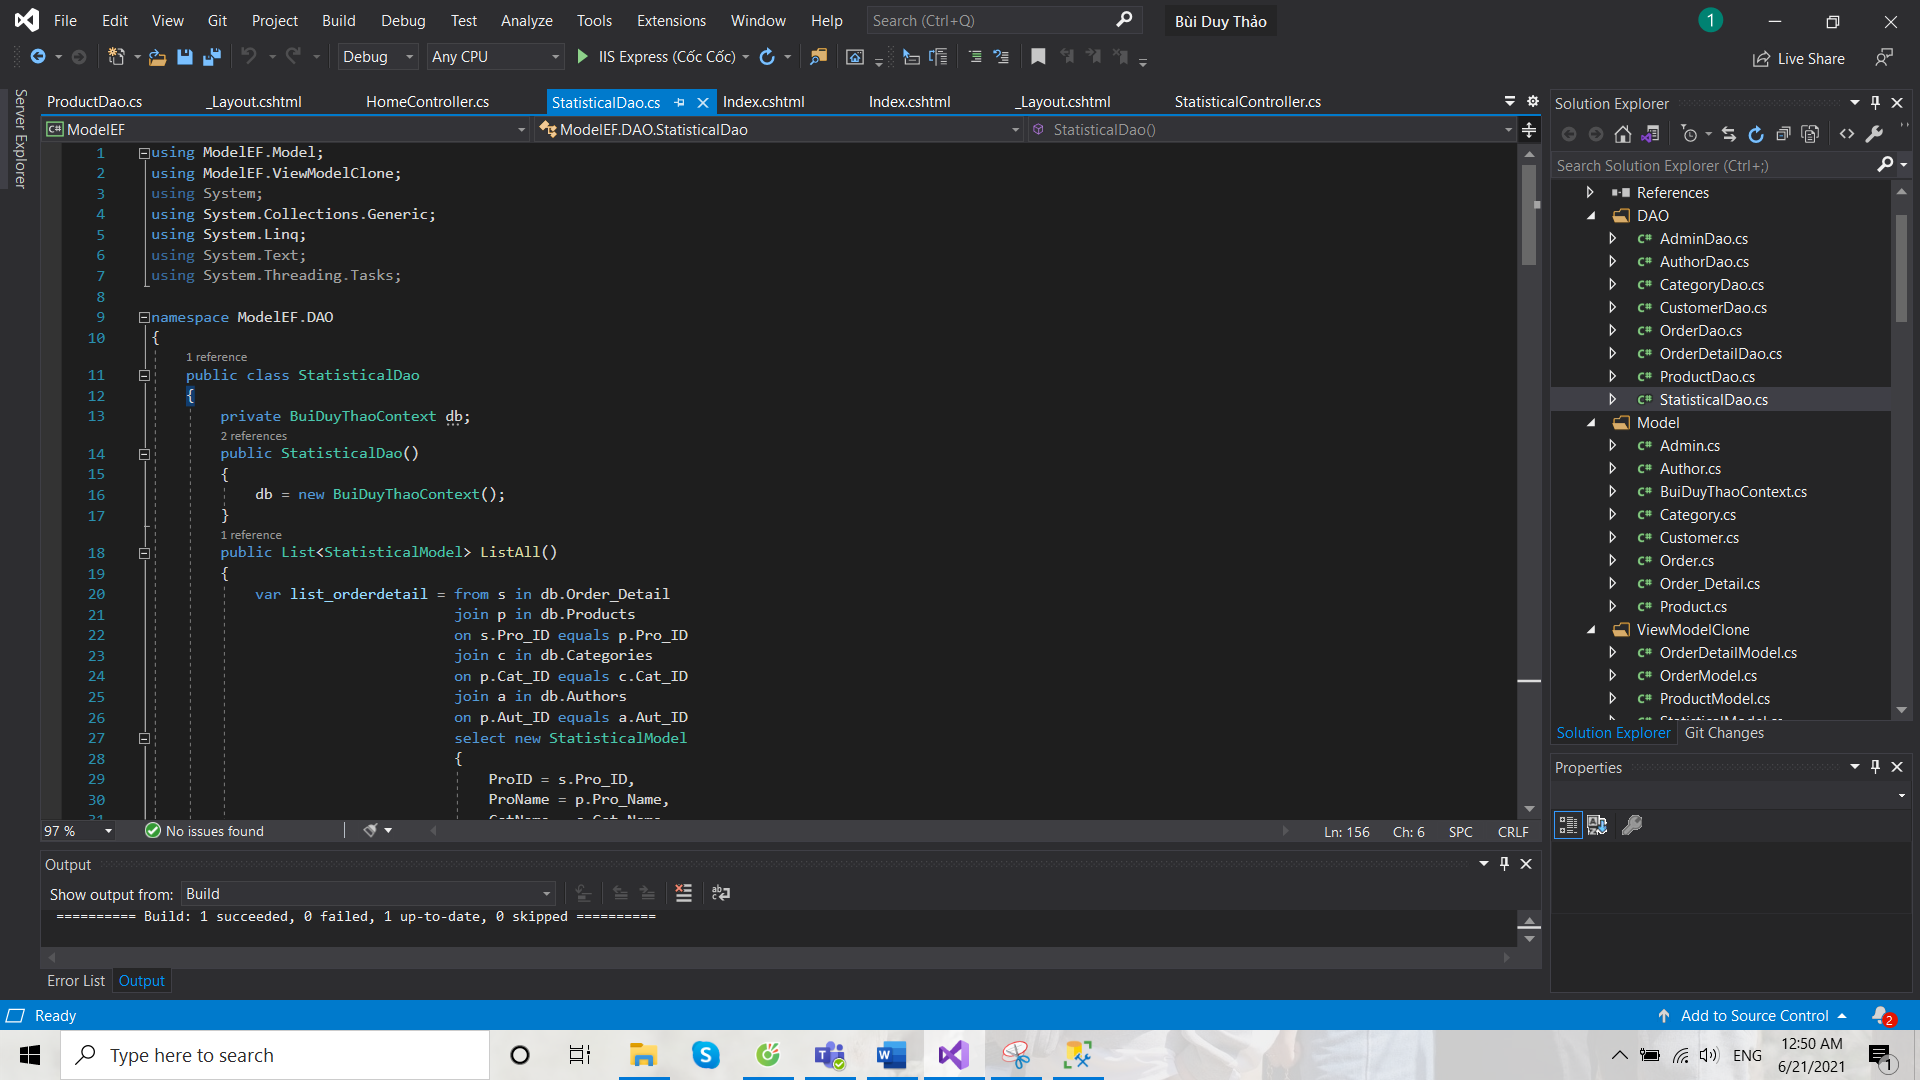 File Edit View Git Project Build Debug Test Analyze Tools Extensions Window Help Search (Ctrl+Q) Bùi Duy Thảo 1
Debug Any CPU IIS Express (Cốc Cốc) Live Share
Server Explorer
ProductDao.cs _Layout.cshtml HomeController.cs StatisticalDao.cs Index.cshtml Index.cshtml _Layout.cshtml StatisticalController.cs
ModelEF ModelEF.DAO.StatisticalDao StatisticalDao()
1 using ModelEF.Model;
2 using ModelEF.ViewModelClone;
3 using System;
4 using System.Collections.Generic;
5 using System.Linq;
6 using System.Text;
7 using System.Threading.Tasks;
8
9 namespace ModelEF.DAO
10 {
1 reference
11 public class StatisticalDao
12 {
13 private BuiDuyThaoContext db;
2 references
14 public StatisticalDao()
15 {
16 db = new BuiDuyThaoContext();
17 }
1 reference
18 public List<StatisticalModel> ListAll()
19 {
20 var list_orderdetail = from s in db.Order_Detail
21 join p in db.Products
22 on s.Pro_ID equals p.Pro_ID
23 join c in db.Categories
24 on p.Cat_ID equals c.Cat_ID
25 join a in db.Authors
26 on p.Aut_ID equals a.Aut_ID
27 select new StatisticalModel
28 {
29 ProID = s.Pro_ID,
30 ProName = p.Pro_Name,
97 % No issues found Ln: 156 Ch: 6 SPC CRLF
Output
Show output from: Build
========== Build: 1 succeeded, 0 failed, 1 up-to-date, 0 skipped ==========
Error List Output
Solution Explorer
Search Solution Explorer (Ctrl+;)
References
DAO
C# AdminDao.cs
C# AuthorDao.cs
C# CategoryDao.cs
C# CustomerDao.cs
C# OrderDao.cs
C# OrderDetailDao.cs
C# ProductDao.cs
C# StatisticalDao.cs
Model
C# Admin.cs
C# Author.cs
C# BuiDuyThaoContext.cs
C# Category.cs
C# Customer.cs
C# Order.cs
C# Order_Detail.cs
C# Product.cs
ViewModelClone
C# OrderDetailModel.cs
C# OrderModel.cs
C# ProductModel.cs
Solution Explorer Git Changes
Properties
Ready Add to Source Control 2
Type here to search ENG 12:50 AM
6/21/2021 1